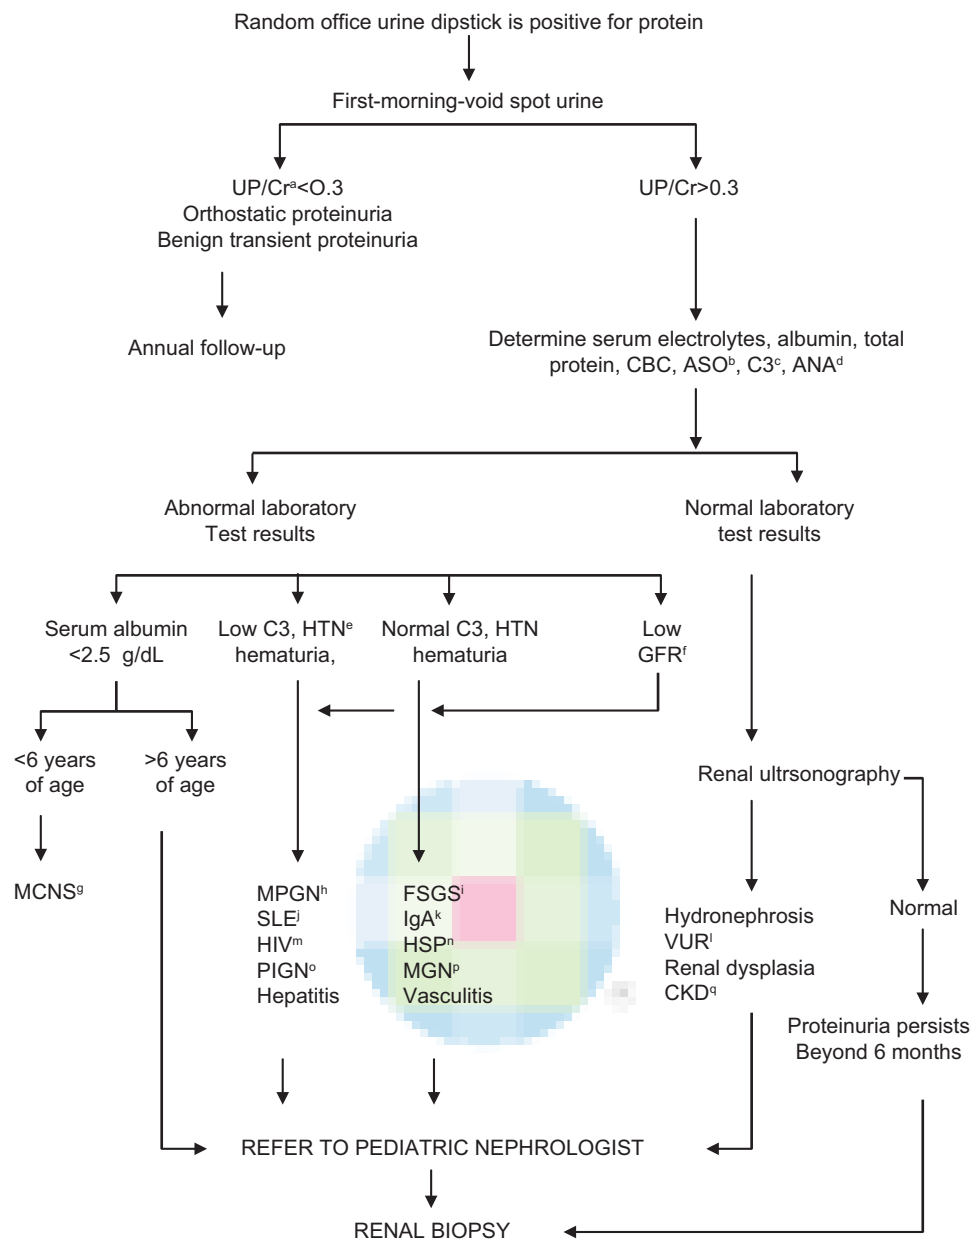 Random office urine dipstick is positive for protein
First-morning-void spot urine
UP/Crᵃ<O.3
Orthostatic proteinuria
Benign transient proteinuria
UP/Cr>0.3
Annual follow-up
Determine serum electrolytes, albumin, total
protein, CBC, ASOᵇ, C3ᶜ, ANAᵈ
Abnormal laboratory
Test results
Normal laboratory
test results
Serum albumin
<2.5 g/dL
Low C3, HTNᵉ
hematuria,
Normal C3, HTN
hematuria
Low
GFRᶠ
<6 years
of age
>6 years
of age
Renal ultrsonography
MCNSᵍ
MPGNʰ
SLEʲ
HIVᵐ
PIGNᵒ
Hepatitis
FSGSⁱ
IgAᵏ
HSPⁿ
MGNᵖ
Vasculitis
Hydronephrosis
VURˡ
Renal dysplasia
CKD^q
Normal
Proteinuria persists
Beyond 6 months
REFER TO PEDIATRIC NEPHROLOGIST
RENAL BIOPSY